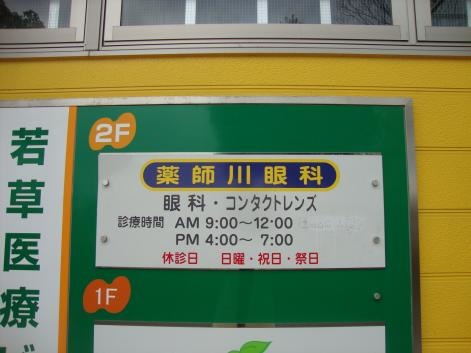 若草医療ビ
2F
薬師川眼科
眼科・コンタクトレンズ
診療時間 AM 9:00～12:00
PM 4:00～ 7:00
休診日 日曜・祝日・祭日
1F